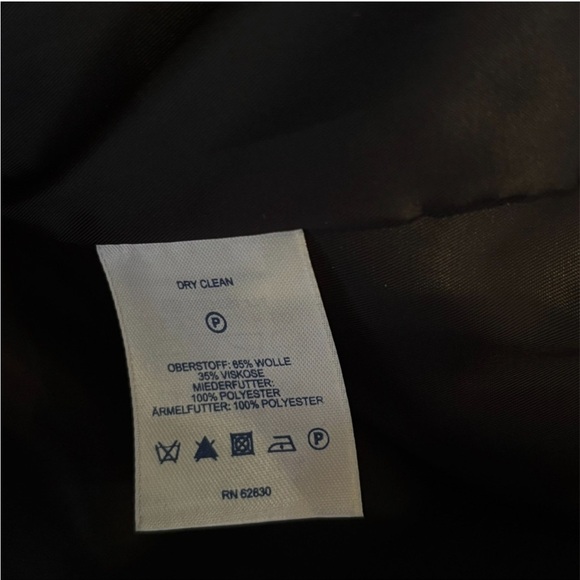 DRY CLEAN
P
OBERSTOFF: 65% WOLLE
35% VISKOSE
MIEDERFUTTER:
100% POLYESTER
ÄRMELFUTTER: 100% POLYESTER
P
RN 62830